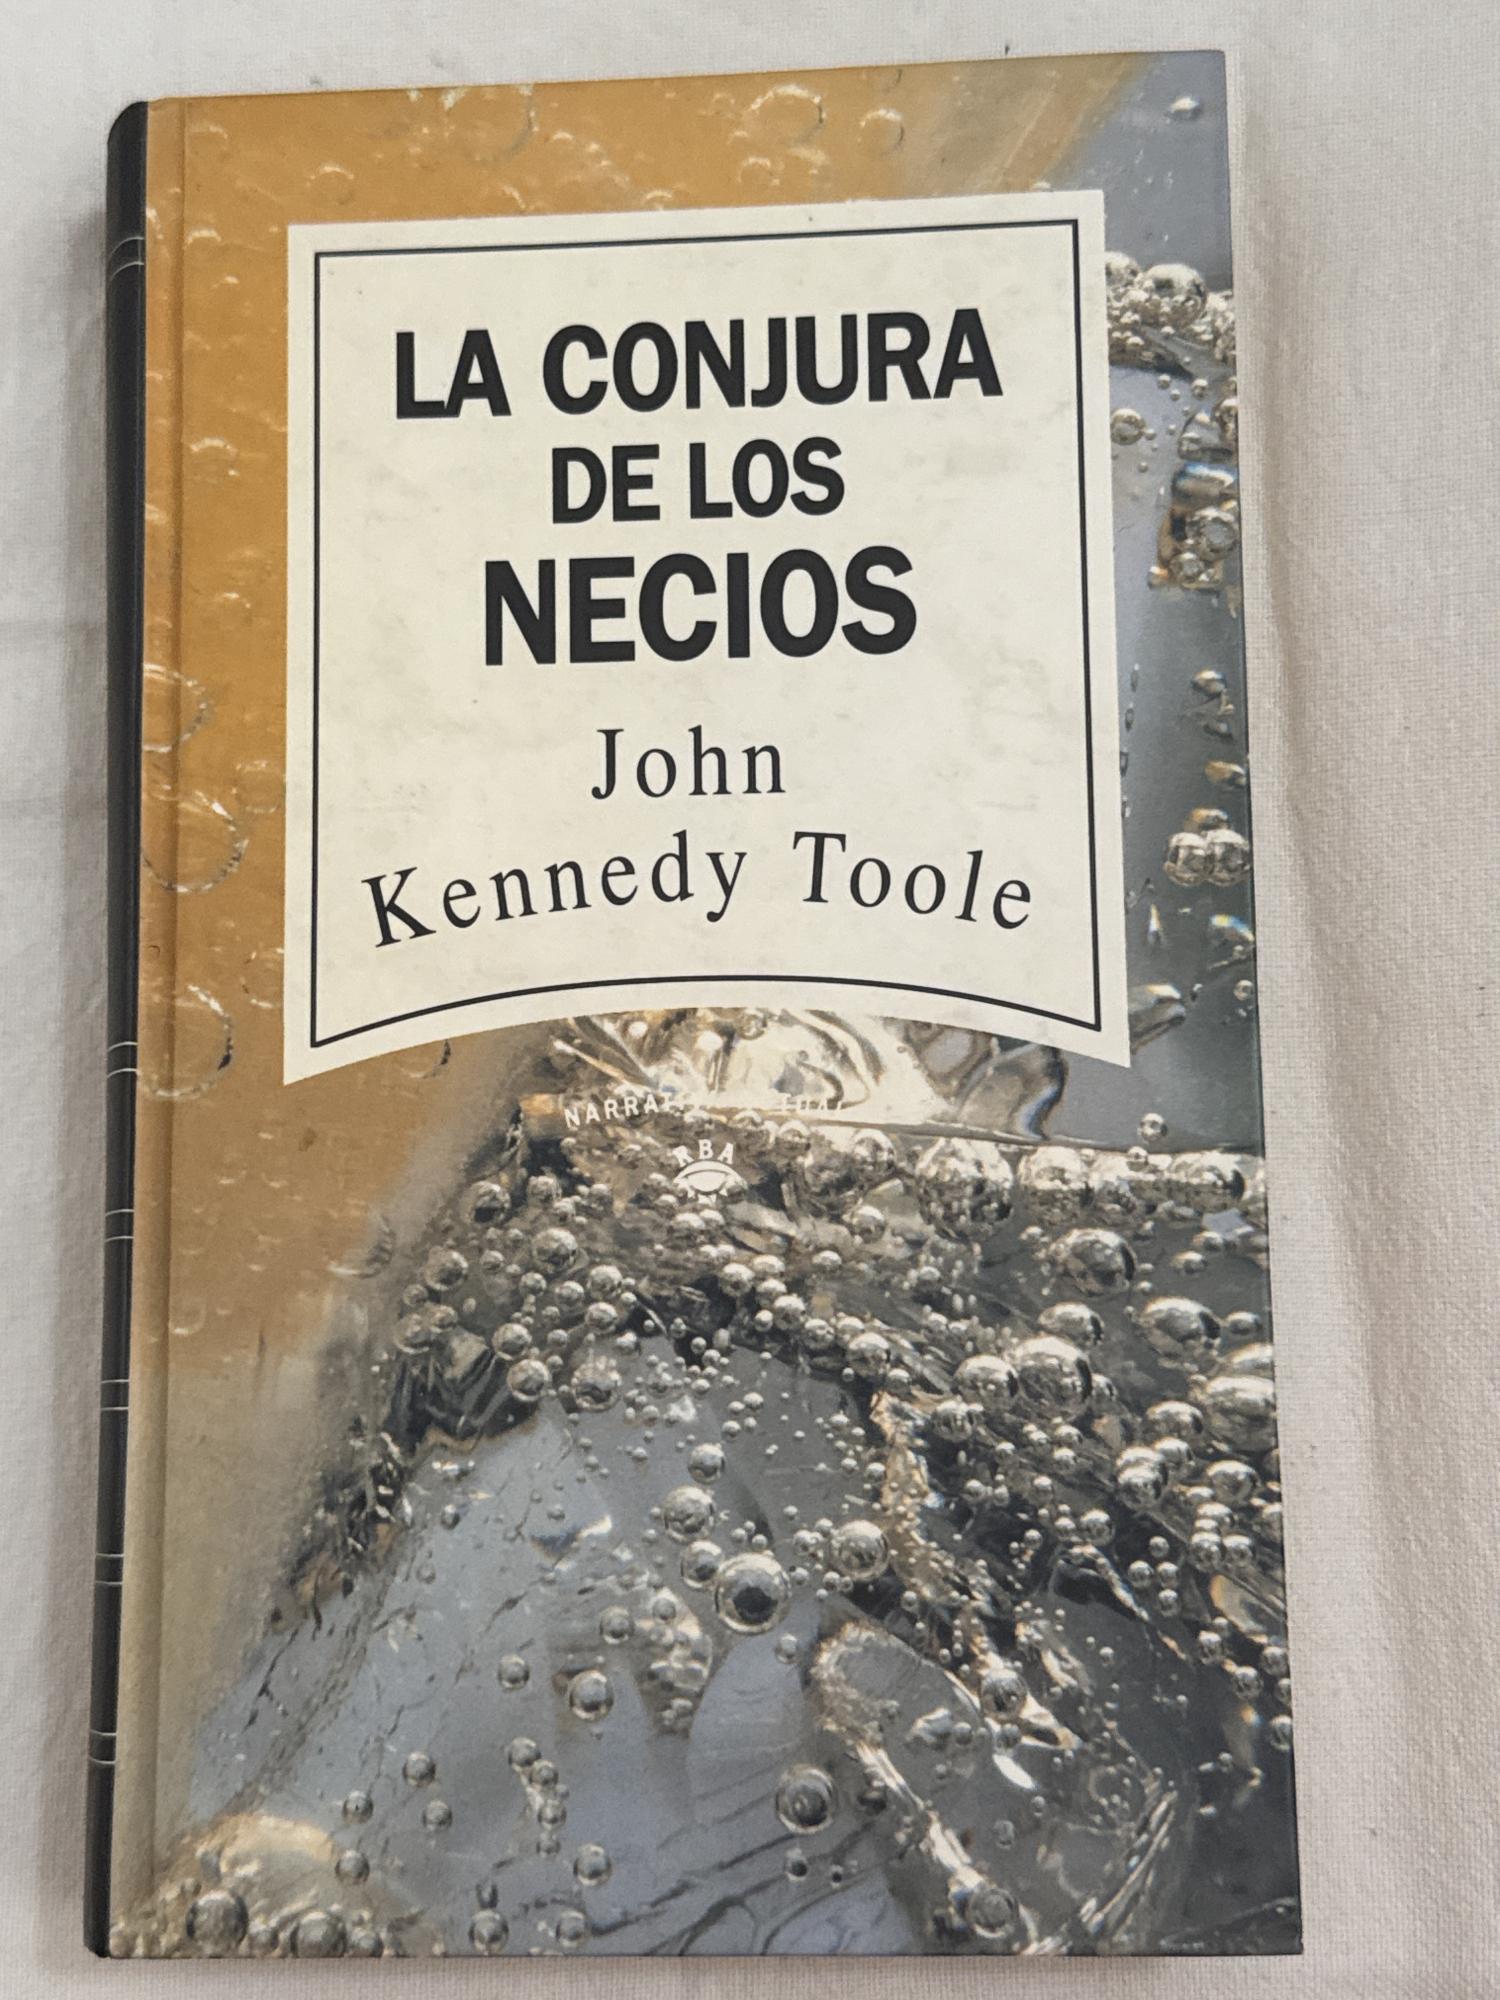 LA CONJURA
DE LOS
NECIOS
John
Kennedy Toole
RBA